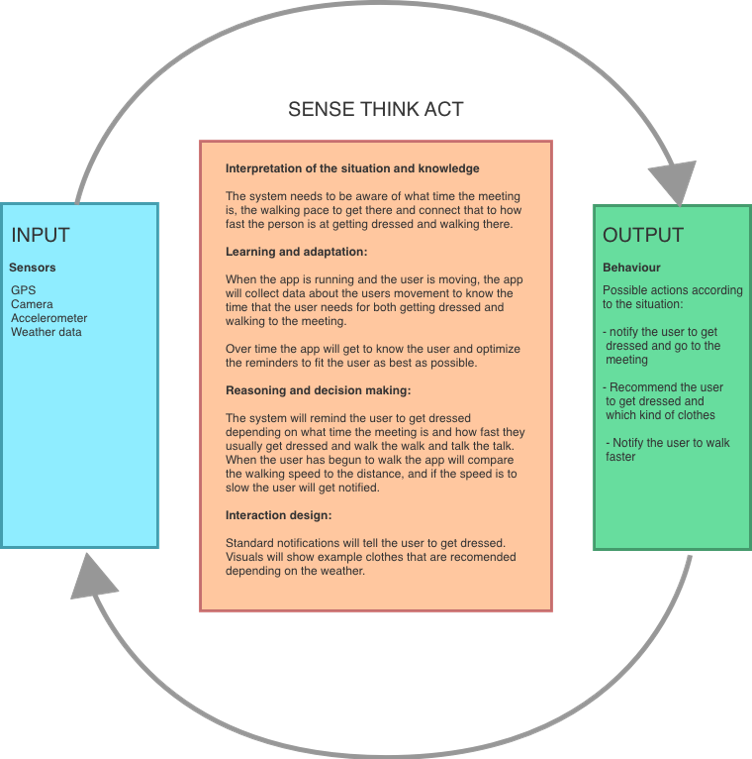 SENSE THINK ACT
INPUT
Sensors
GPS
Camera
Accelerometer
Weather data
Interpretation of the situation and knowledge
The system needs to be aware of what time the meeting
is, the walking pace to get there and connect that to how
fast the person is at getting dressed and walking there.
Learning and adaptation:
When the app is running and the user is moving, the app
will collect data about the users movement to know the
time that the user needs for both getting dressed and
walking to the meeting.
Over time the app will get to know the user and optimize
the reminders to fit the user as best as possible.
Reasoning and decision making:
The system will remind the user to get dressed
depending on what time the meeting is and how fast they
usually get dressed and walk the walk and talk the talk.
When the user has begun to walk the app will compare
the walking speed to the distance, and if the speed is to
slow the user will get notified.
Interaction design:
Standard notifications will tell the user to get dressed.
Visuals will show example clothes that are recomended
depending on the weather.
OUTPUT
Behaviour
Possible actions according
to the situation:
- notify the user to get
dressed and go to the
meeting
- Recommend the user
to get dressed and
which kind of clothes
- Notify the user to walk
faster